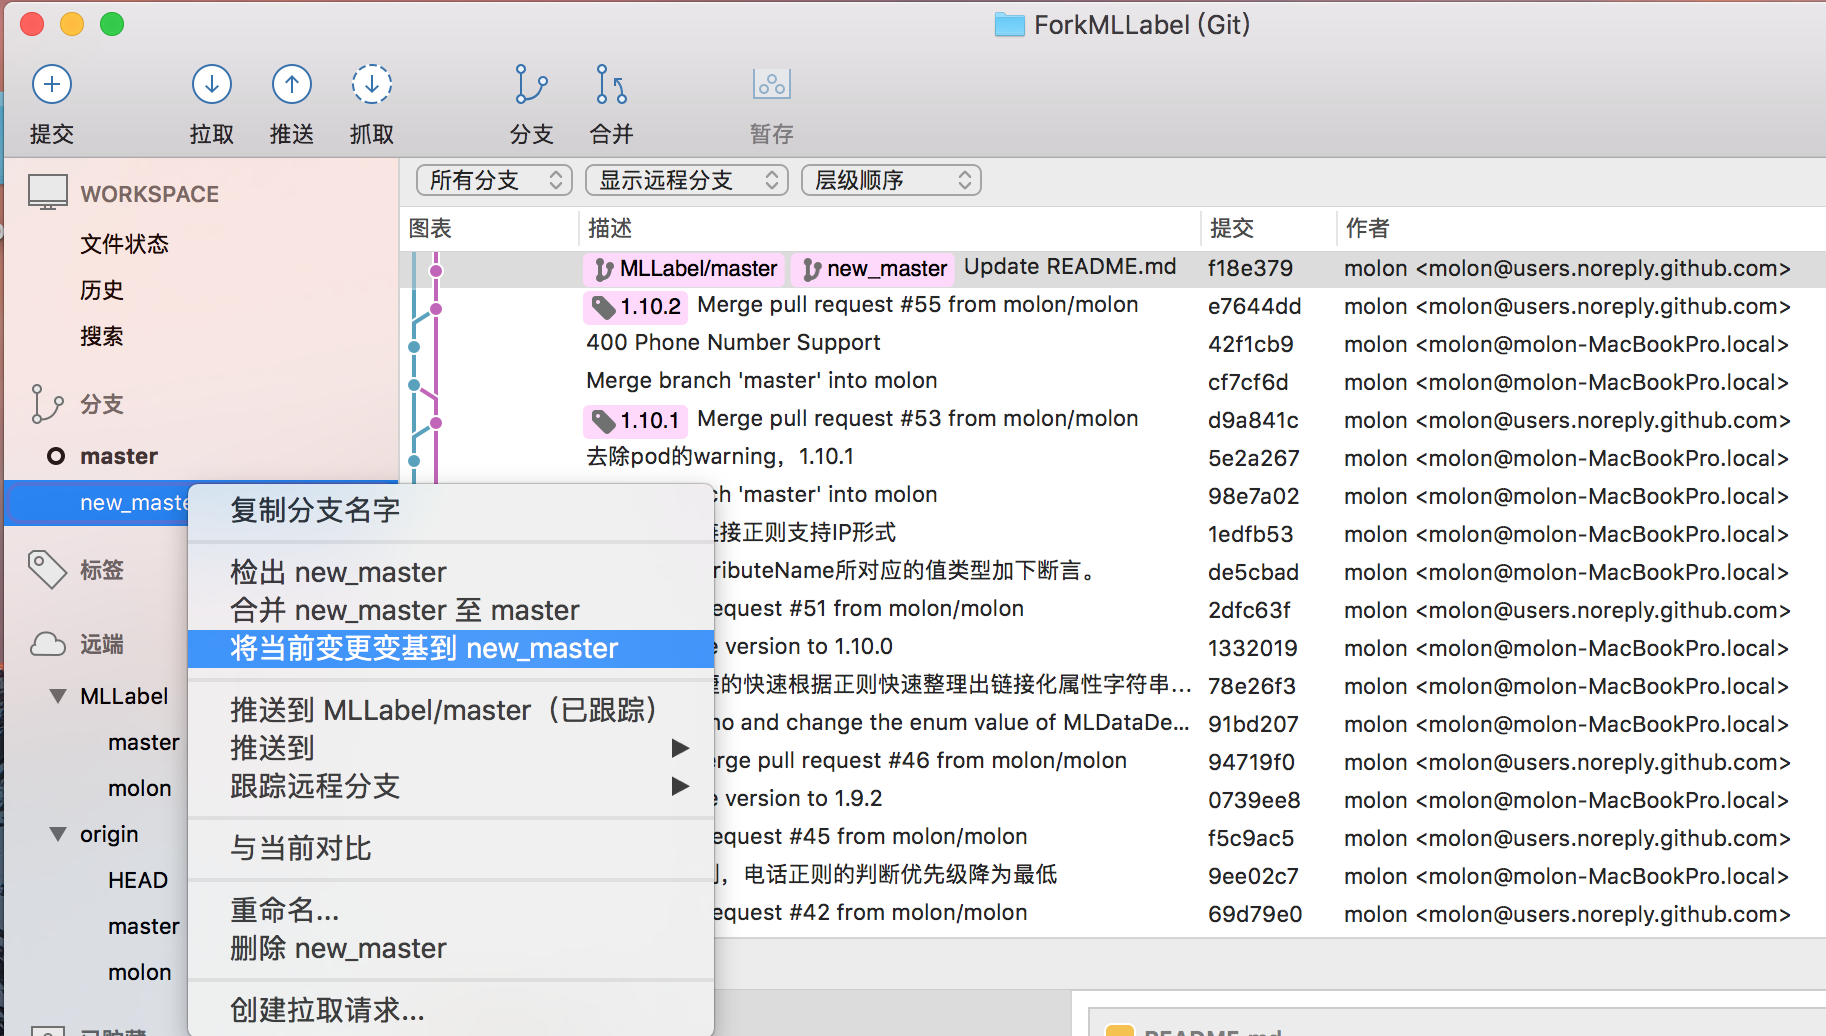 ForkMLLabel (Git)
提交 拉取 推送 抓取 分支 合并 暂存
WORKSPACE
文件状态
历史
搜索
分支
master
new_maste
标签
远端
MLLabel
master
molon
origin
HEAD
master
molon
所有分支 显示远程分支 层级顺序
图表 描述 提交 作者
MLLabel/master new_master Update README.md f18e379 molon <molon@users.noreply.github.com>
1.10.2 Merge pull request #55 from molon/molon e7644dd molon <molon@users.noreply.github.com>
400 Phone Number Support 42f1cb9 molon <molon@molon-MacBookPro.local>
Merge branch 'master' into molon cf7cf6d molon <molon@molon-MacBookPro.local>
1.10.1 Merge pull request #53 from molon/molon d9a841c molon <molon@users.noreply.github.com>
去除pod的warning，1.10.1 5e2a267 molon <molon@molon-MacBookPro.local>
ch 'master' into molon 98e7a02 molon <molon@molon-MacBookPro.local>
接正则支持IP形式 1edfb53 molon <molon@molon-MacBookPro.local>
ributeName所对应的值类型加下断言。 de5cbad molon <molon@molon-MacBookPro.local>
equest #51 from molon/molon 2dfc63f molon <molon@users.noreply.github.com>
e version to 1.10.0 1332019 molon <molon@molon-MacBookPro.local>
的快速根据正则快速整理出链接化属性字符串... 78e26f3 molon <molon@molon-MacBookPro.local>
no and change the enum value of MLDataDe... 91bd207 molon <molon@molon-MacBookPro.local>
erge pull request #46 from molon/molon 94719f0 molon <molon@users.noreply.github.com>
e version to 1.9.2 0739ee8 molon <molon@molon-MacBookPro.local>
equest #45 from molon/molon f5c9ac5 molon <molon@users.noreply.github.com>
，电话正则的判断优先级降为最低 9ee02c7 molon <molon@molon-MacBookPro.local>
equest #42 from molon/molon 69d79e0 molon <molon@users.noreply.github.com>
复制分支名字
检出 new_master
合并 new_master 至 master
将当前变更变基到 new_master
推送到 MLLabel/master（已跟踪）
推送到
跟踪远程分支
与当前对比
重命名...
删除 new_master
创建拉取请求...
README.md